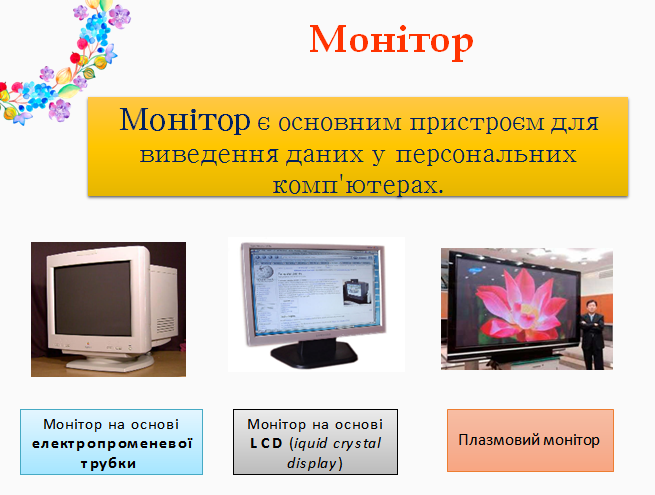 Монітор
Монітор є основним пристроєм для
виведення даних у персональних
комп'ютерах.
Монітор на основі
електропроменевої
трубки
Монітор на основі
LCD (iquid crystal
display)
Плазмовий монітор